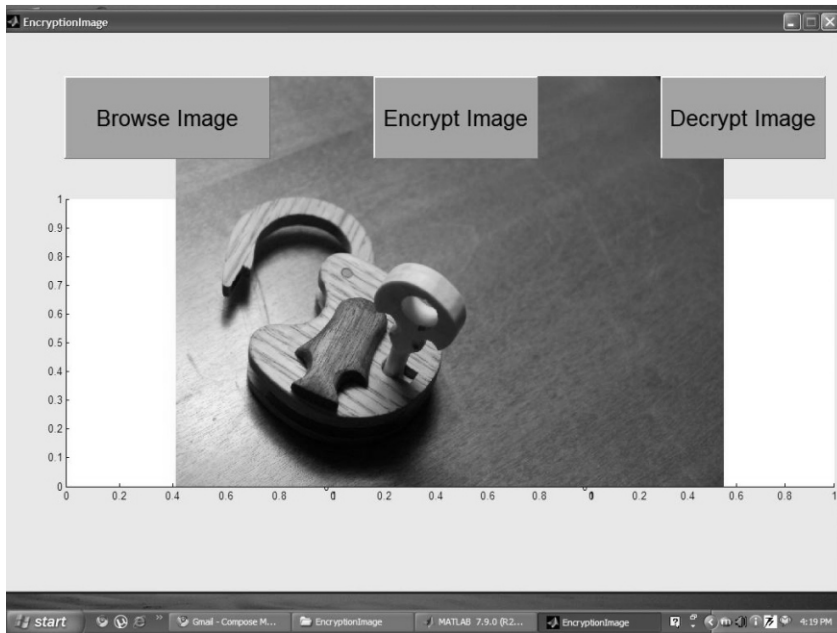 EncryptionImage
Browse Image Encrypt Image Decrypt Image
1
0.9
0.8
0.7
0.6
0.5
0.4
0.3
0.2
0.1
0
0 0.2 0.4 0.6 0.8 0.2 0.4 0.6 0.8 0.2 0.4 0.6 0.8 1
start Gmail - Compose M... EncryptionImage MATLAB 7.9.0 (R2... EncryptionImage 4:19 PM